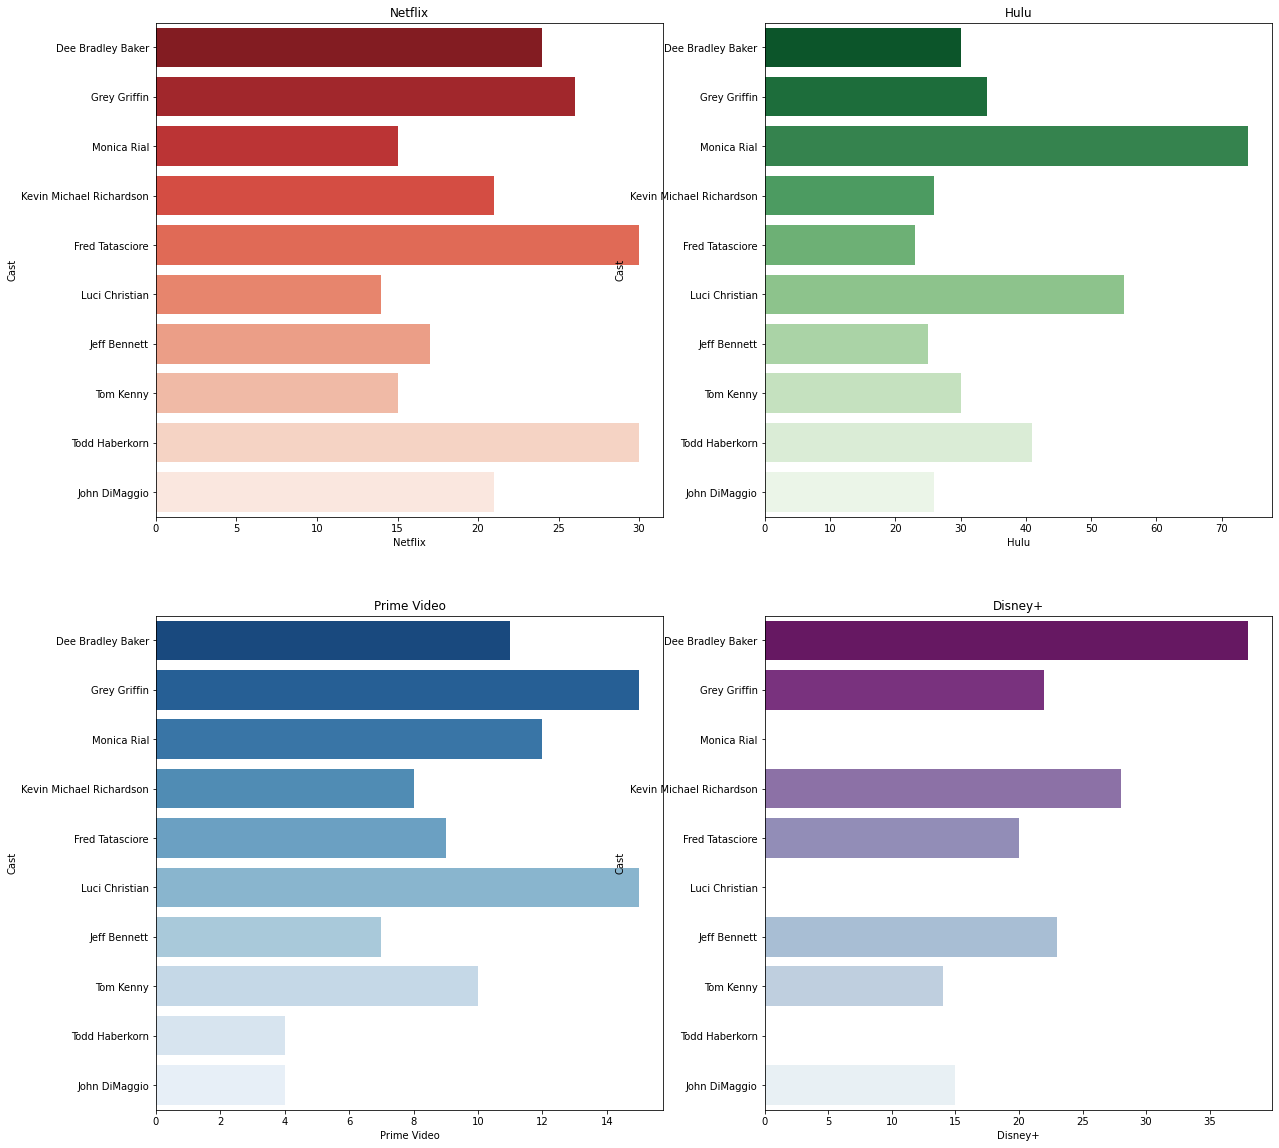 Netflix
Cast
Dee Bradley Baker
Grey Griffin
Monica Rial
Kevin Michael Richardson
Fred Tatasciore
Luci Christian
Jeff Bennett
Tom Kenny
Todd Haberkorn
John DiMaggio
0 5 10 15 20 25 30
Netflix
Hulu
Cast
Dee Bradley Baker
Grey Griffin
Monica Rial
Kevin Michael Richardson
Fred Tatasciore
Luci Christian
Jeff Bennett
Tom Kenny
Todd Haberkorn
John DiMaggio
0 10 20 30 40 50 60 70
Hulu
Prime Video
Cast
Dee Bradley Baker
Grey Griffin
Monica Rial
Kevin Michael Richardson
Fred Tatasciore
Luci Christian
Jeff Bennett
Tom Kenny
Todd Haberkorn
John DiMaggio
0 2 4 6 8 10 12 14
Prime Video
Disney+
Cast
Dee Bradley Baker
Grey Griffin
Monica Rial
Kevin Michael Richardson
Fred Tatasciore
Luci Christian
Jeff Bennett
Tom Kenny
Todd Haberkorn
John DiMaggio
0 5 10 15 20 25 30 35
Disney+